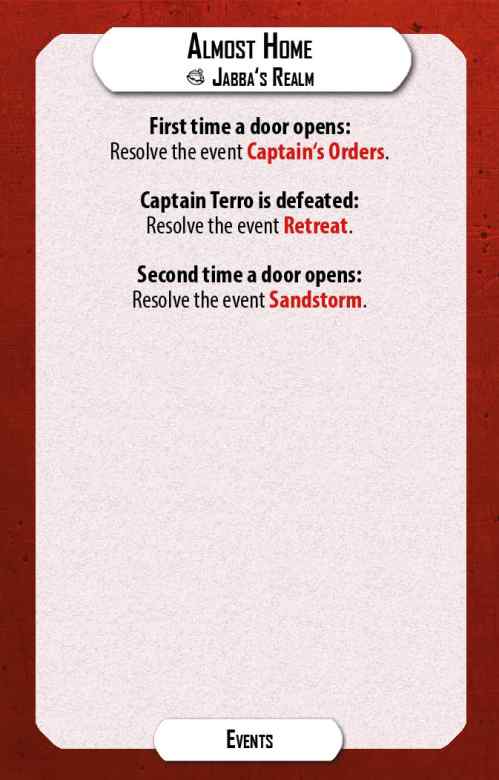 Almost Home
Jabba's Realm
First time a door opens:
Resolve the event Captain's Orders.
Captain Terro is defeated:
Resolve the event Retreat.
Second time a door opens:
Resolve the event Sandstorm.
Events